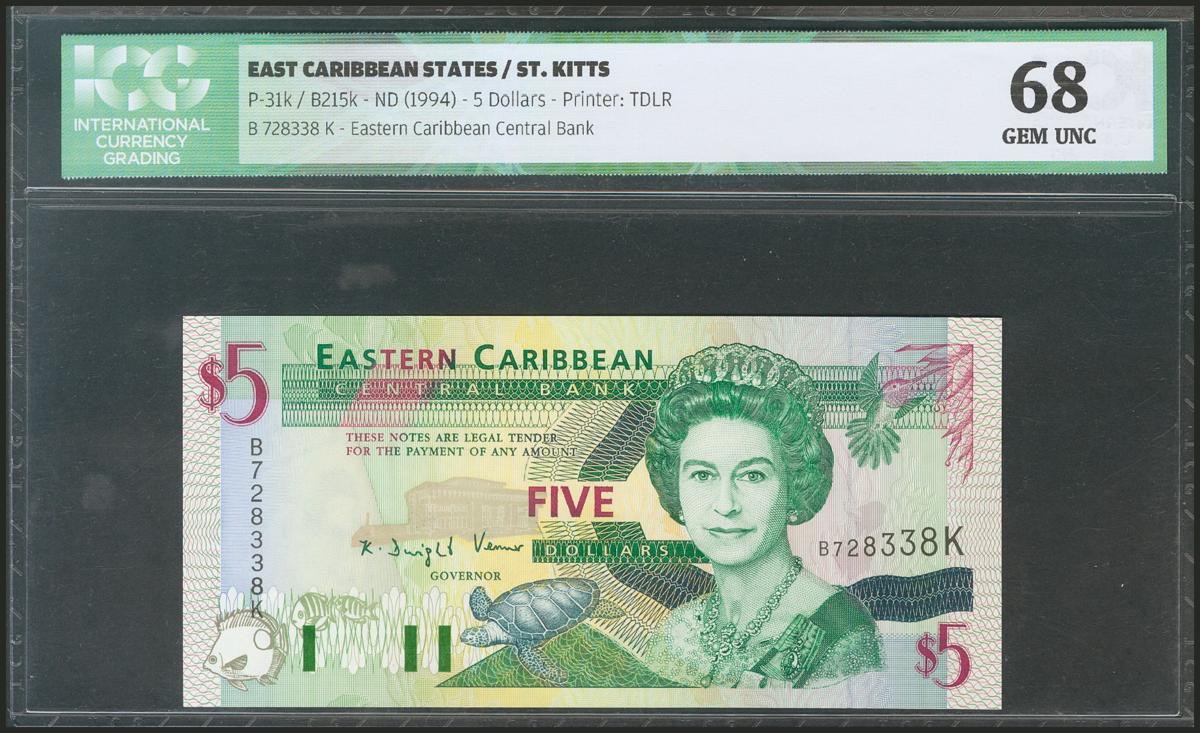 ICG
INTERNATIONAL
CURRENCY
GRADING
EAST CARIBBEAN STATES / ST. KITTS
P-31k / B215k - ND (1994) - 5 Dollars - Printer: TDLR
B 728338 K - Eastern Caribbean Central Bank
68
GEM UNC
$5
EASTERN CARIBBEAN
CENTRAL BANK
THESE NOTES ARE LEGAL TENDER
FOR THE PAYMENT OF ANY AMOUNT
B728338K
FIVE
DOLLARS
K. Dwight Venner
GOVERNOR
B728338K
$5